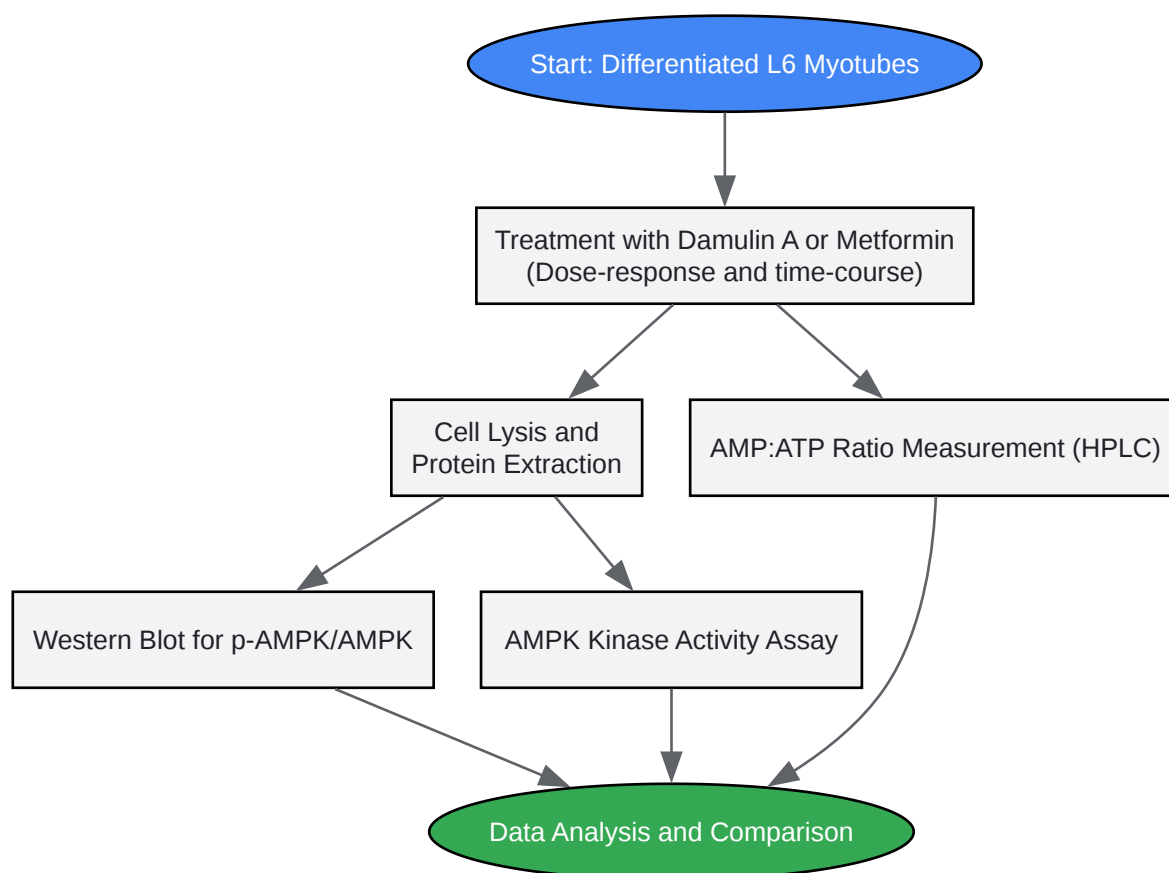 Start: Differentiated L6 Myotubes
Treatment with Damulin A or Metformin
(Dose-response and time-course)
Cell Lysis and
Protein Extraction
AMP:ATP Ratio Measurement (HPLC)
Western Blot for p-AMPK/AMPK
AMPK Kinase Activity Assay
Data Analysis and Comparison